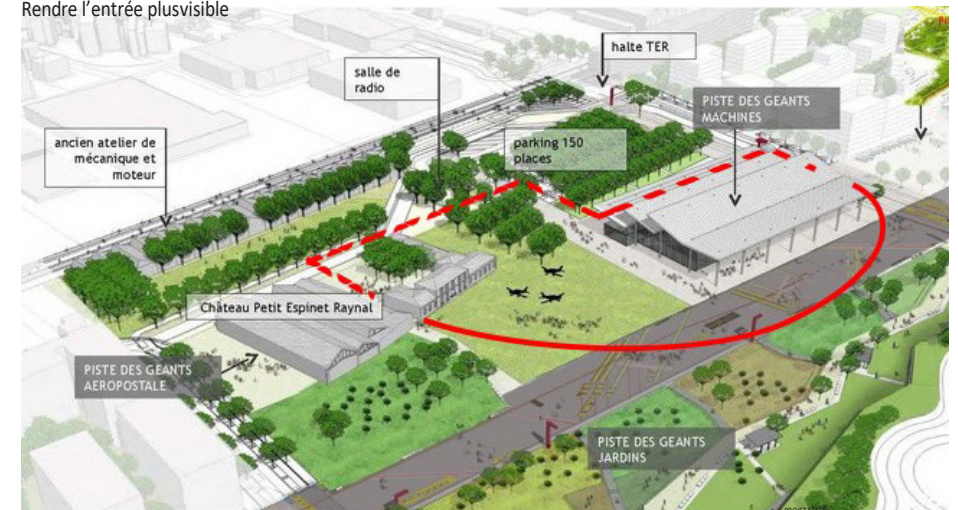 Rendre l’entrée plusvisible
halte TER
salle de
radio
PISTE DES GEANTS
MACHINES
ancien atelier de
mécanique et
moteur
parking 150
places
Château Petit Espinet Raynal
PISTE DES GEANTS
AEROPOSTALE
PISTE DES GEANTS
JARDINS